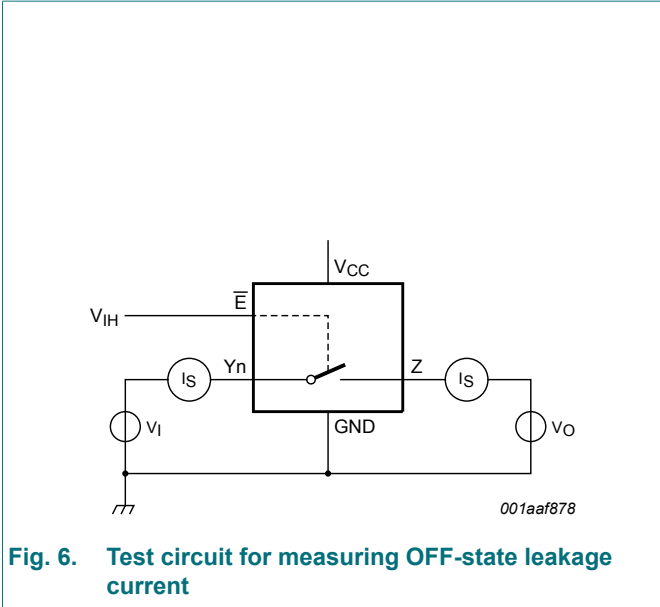 VCC
E
VIH
Yn
Z
IS
IS
VI
GND
VO
001aaf878
Fig. 6. Test circuit for measuring OFF-state leakage
current